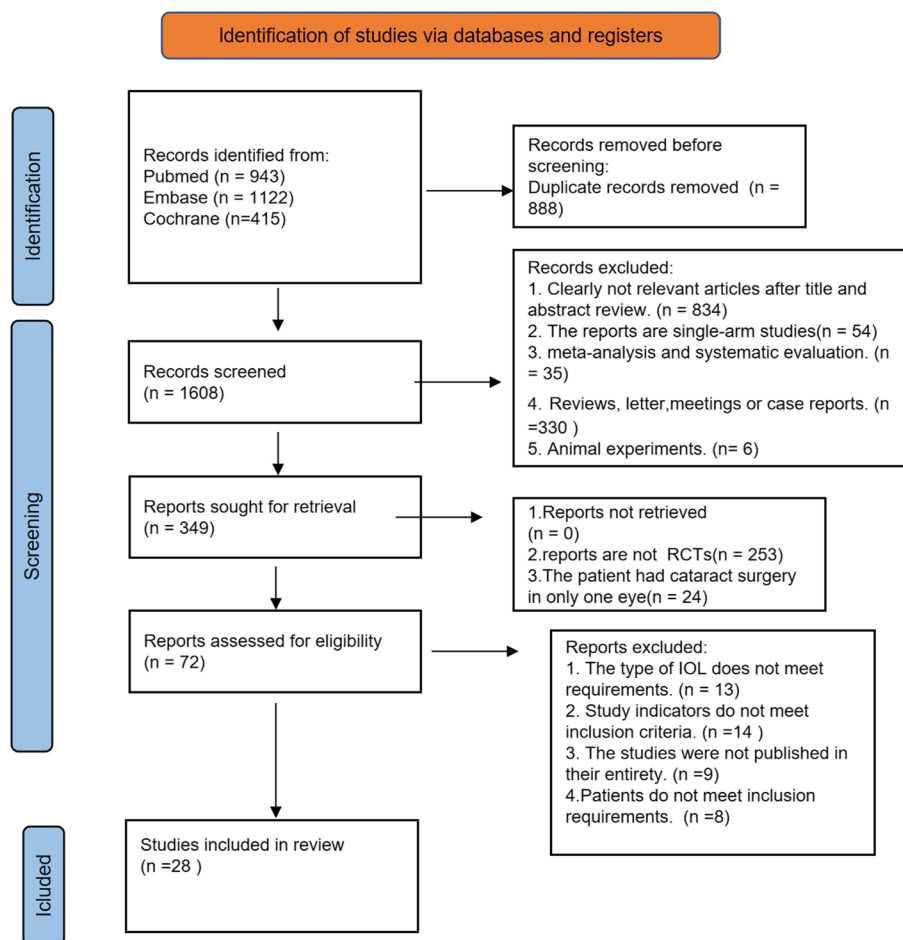 Identification of studies via databases and registers
Identification
Records identified from:
Pubmed (n = 943)
Embase (n = 1122)
Cochrane (n=415)
Records removed before
screening:
Duplicate records removed (n =
888)
Screening
Records screened
(n = 1608)
Records excluded:
1. Clearly not relevant articles after title and
abstract review. (n = 834)
2. The reports are single-arm studies(n = 54)
3. meta-analysis and systematic evaluation. (n
= 35)
4. Reviews, letter,meetings or case reports. (n
=330 )
5. Animal experiments. (n= 6)
Reports sought for retrieval
(n = 349)
1.Reports not retrieved
(n = 0)
2.reports are not RCTs(n = 253)
3.The patient had cataract surgery
in only one eye(n = 24)
Reports assessed for eligibility
(n = 72)
Reports excluded:
1. The type of IOL does not meet
requirements. (n = 13)
2. Study indicators do not meet
inclusion criteria. (n =14 )
3. The studies were not published in
their entirety. (n =9)
4.Patients do not meet inclusion
requirements. (n =8)
Icluded
Studies included in review
(n =28 )